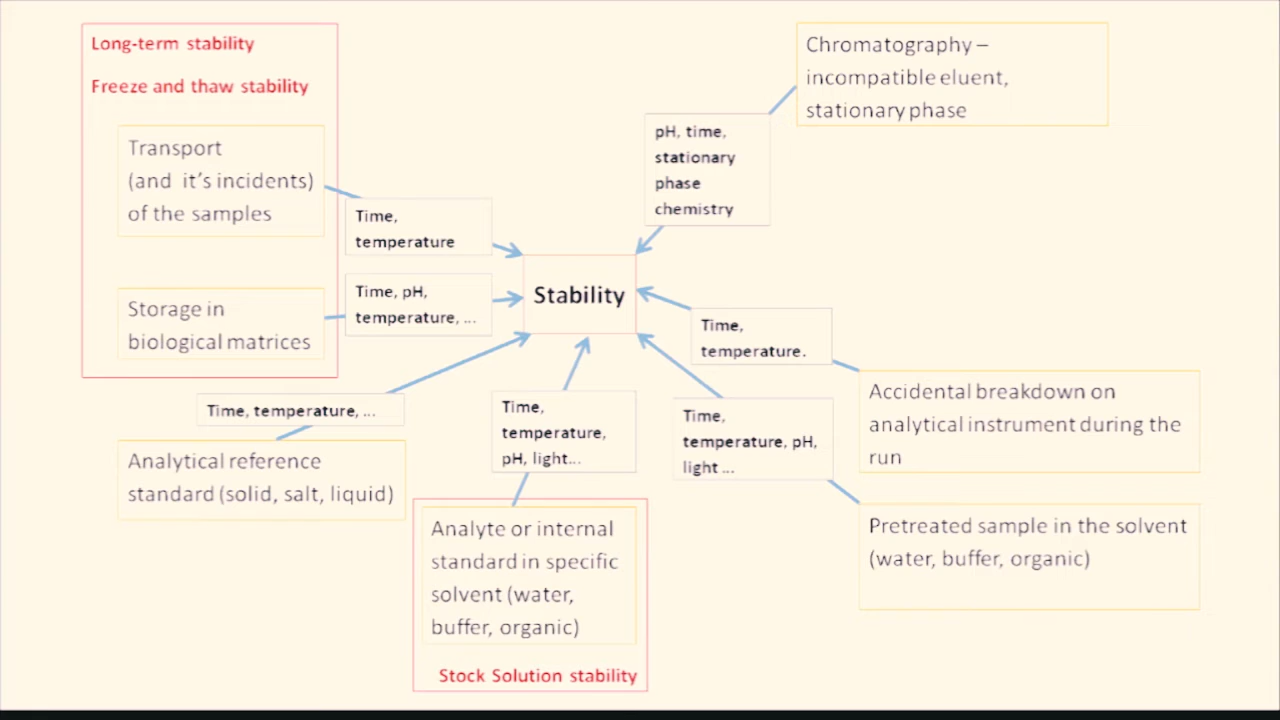 Long-term stability
Freeze and thaw stability
Transport
(and it's incidents)
of the samples
Time,
temperature
Storage in
biological matrices
Time, pH,
temperature, ...
Time, temperature, ...
Analytical reference
standard (solid, salt, liquid)
Stability
Time,
temperature,
pH, light...
Analyte or internal
standard in specific
solvent (water,
buffer, organic)
Stock Solution stability
Chromatography –
incompatible eluent,
stationary phase
pH, time,
stationary
phase
chemistry
Time,
temperature.
Accidental breakdown on
analytical instrument during the
run
Time,
temperature, pH,
light ...
Pretreated sample in the solvent
(water, buffer, organic)